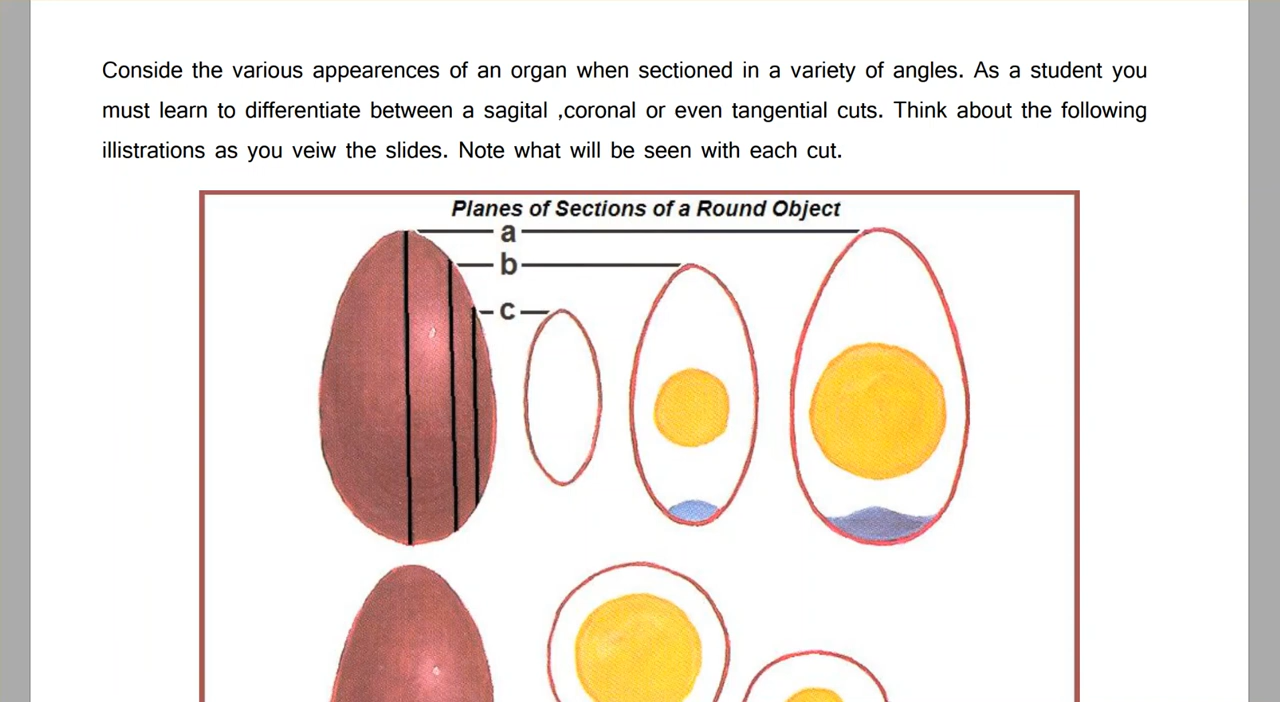 Conside the various appearences of an organ when sectioned in a variety of angles. As a student you
must learn to differentiate between a sagital ,coronal or even tangential cuts. Think about the following
illistrations as you veiw the slides. Note what will be seen with each cut.
Planes of Sections of a Round Object
a
b
c